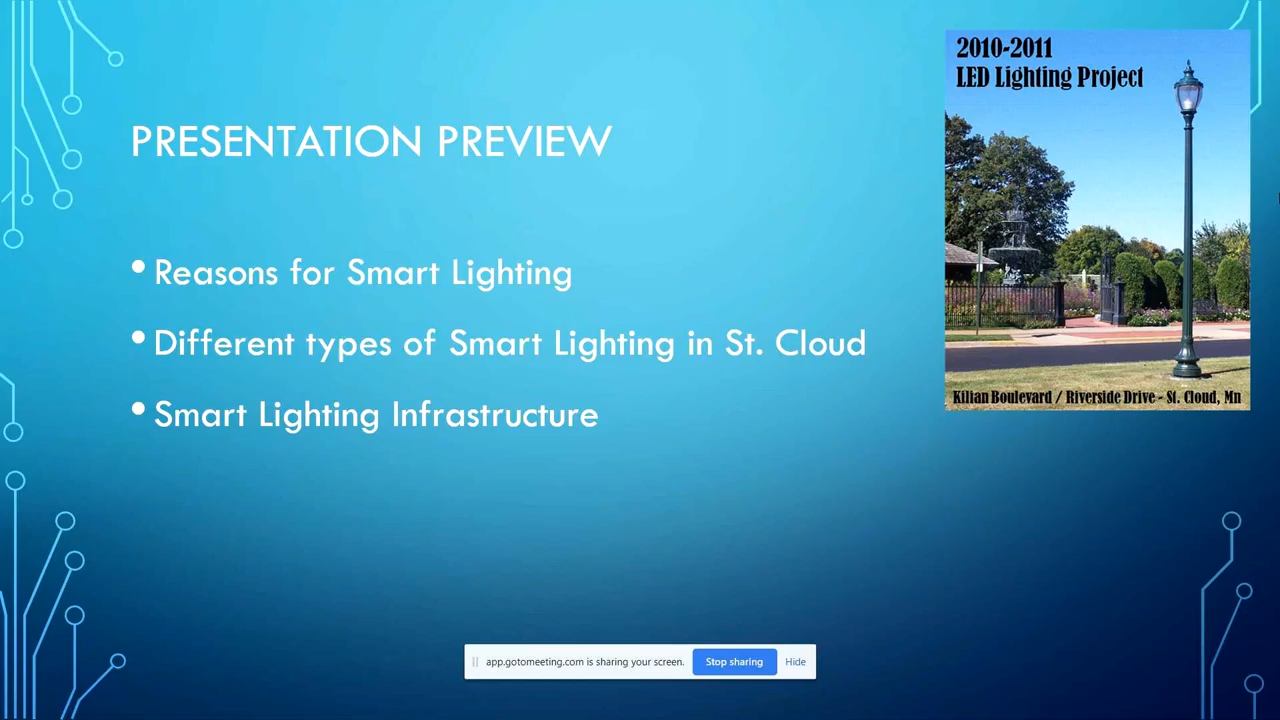 2010-2011
LED Lighting Project
PRESENTATION PREVIEW
• Reasons for Smart Lighting
• Different types of Smart Lighting in St. Cloud
• Smart Lighting Infrastructure
Kilian Boulevard / Riverside Drive - St. Cloud, Mn
app.gotomeeting.com is sharing your screen.
Stop sharing
Hide